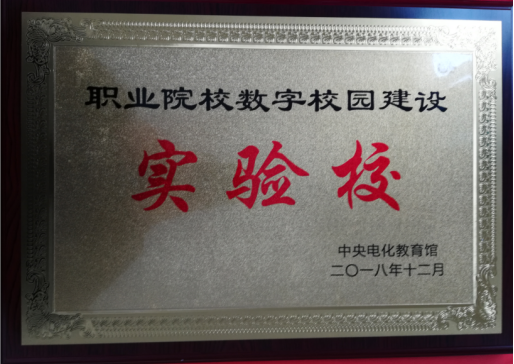 职业院校数字校园建设
实验校
中央电化教育馆
二〇一八年十二月